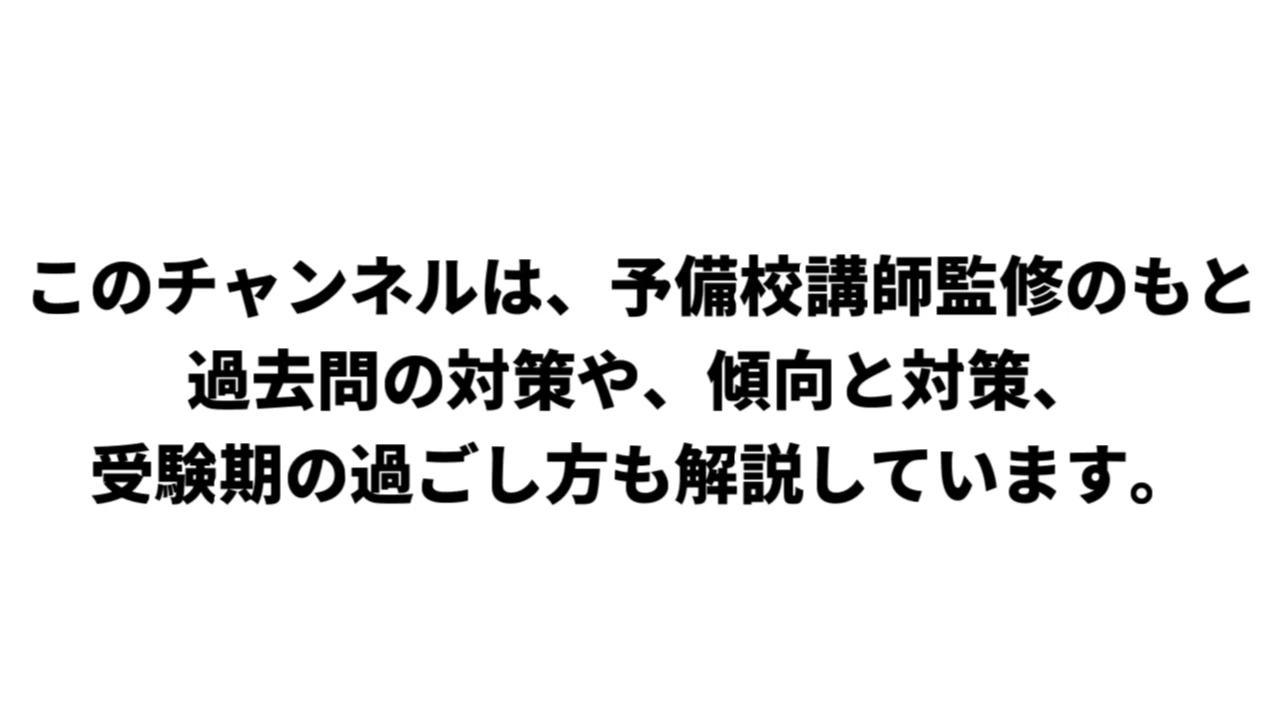 このチャンネルは、予備校講師監修のもと
過去問の対策や、傾向と対策、
受験期の過ごし方も解説しています。